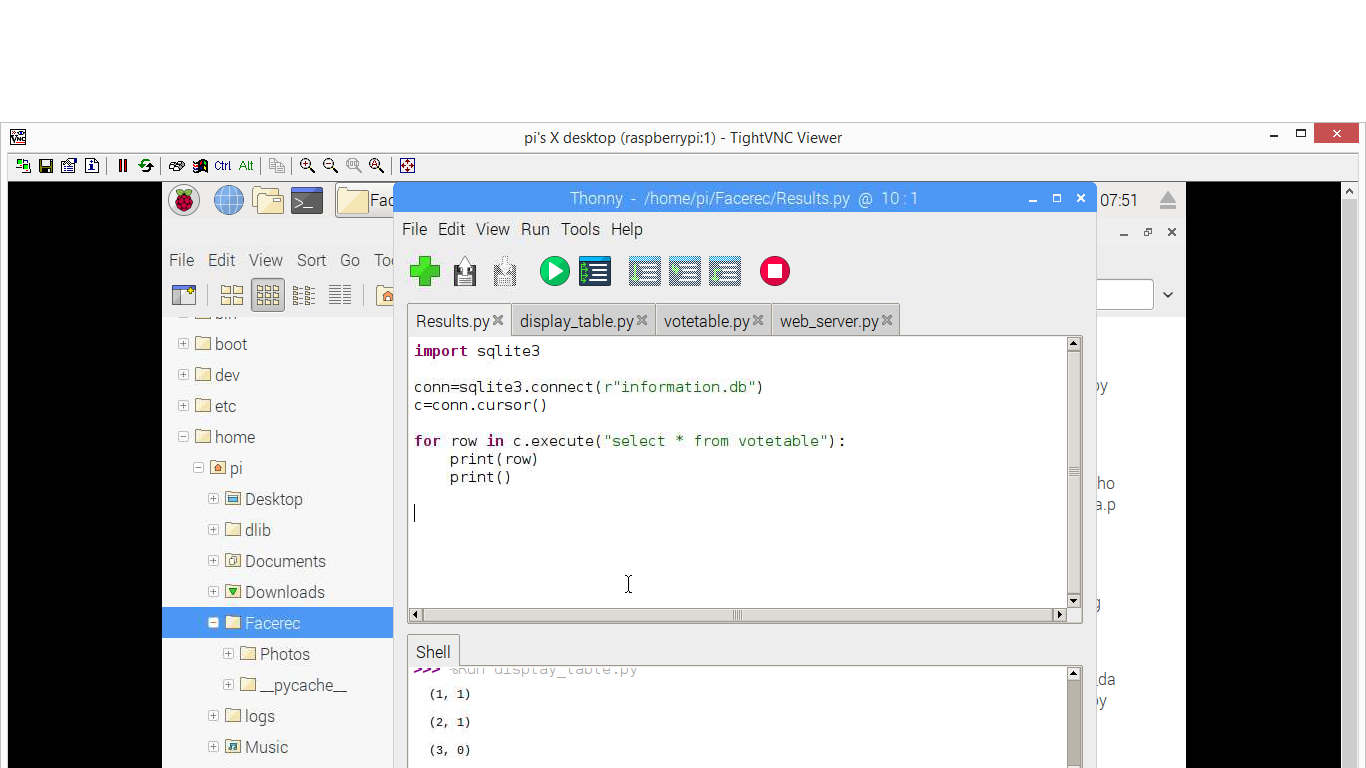 pi's X desktop (raspberrypi:1) - TightVNC Viewer
Ctrl Alt
Fac
Thonny - /home/pi/Facerec/Results.py @ 10 : 1
07:51
File Edit View Run Tools Help
File Edit View Sort Go To
Results.py display_table.py votetable.py web_server.py
import sqlite3
conn=sqlite3.connect(r"information.db")
c=conn.cursor()
for row in c.execute("select * from votetable"):
print(row)
print()
bin
boot
dev
etc
home
pi
Desktop
dlib
Documents
Downloads
Facerec
Photos
__pycache__
logs
Music
Shell
>>> %Run display_table.py
(1, 1)
(2, 1)
(3, 0)